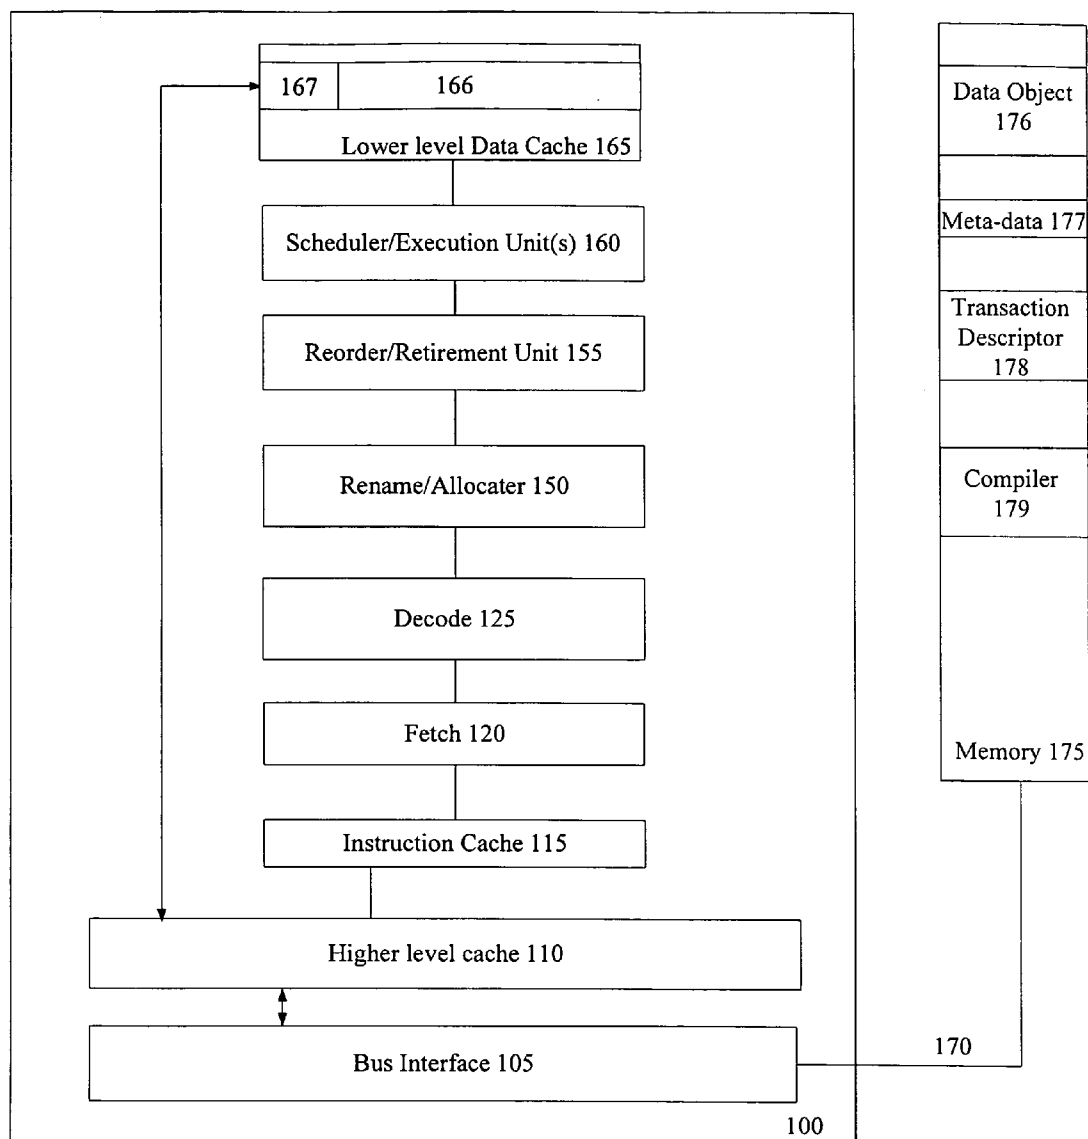 167
166
Lower level Data Cache 165
Scheduler/Execution Unit(s) 160
Reorder/Retirement Unit 155
Rename/Allocater 150
Decode 125
Fetch 120
Instruction Cache 115
Higher level cache 110
Bus Interface 105
100
170
Data Object
176
Meta-data 177
Transaction
Descriptor
178
Compiler
179
Memory 175